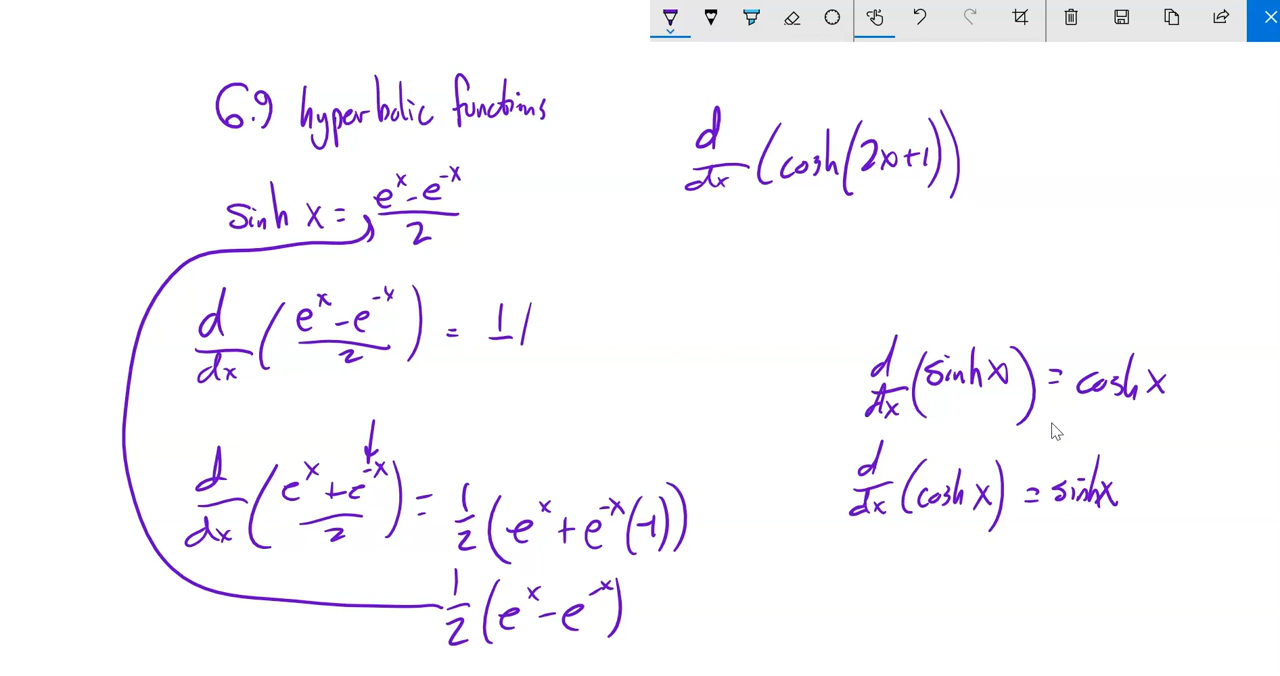 6.9 hyperbolic functions
sinh x = (e^x - e^-x)/2
d/dx ((e^x - e^-x)/2) = 1/
d/dx ((e^x + e^-x)/2) = 1/2 (e^x + e^-x (-1))
1/2 (e^x - e^-x)
d/dx (cosh(2x+1))
d/dx (sinh x) = cosh x
d/dx (cosh x) = sinh x